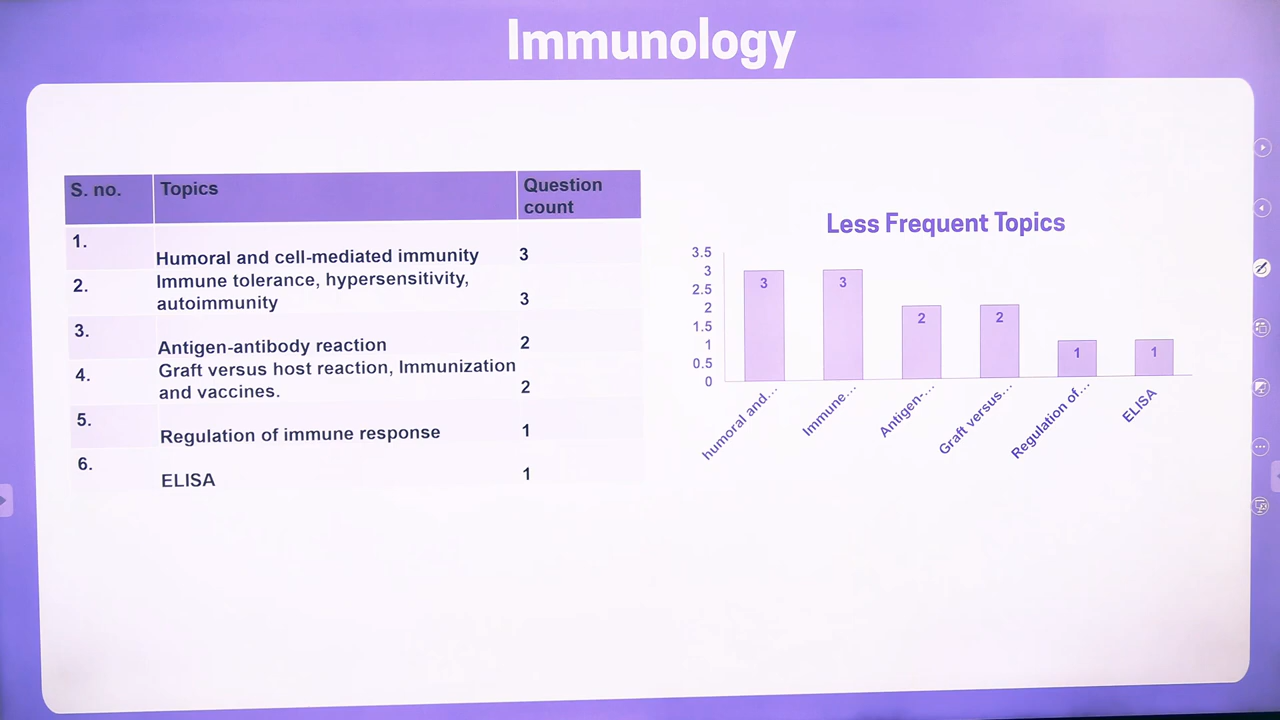 Immunology
S. no. Topics Question count
1. Humoral and cell-mediated immunity 3
2. Immune tolerance, hypersensitivity, autoimmunity 3
3. Antigen-antibody reaction 2
4. Graft versus host reaction, Immunization and vaccines. 2
5. Regulation of immune response 1
6. ELISA 1
Less Frequent Topics
3.5
3
2.5
2
1.5
1
0.5
0
3 3 2 2 1 1
humoral and...
Immune...
Antigen-...
Graft versus...
Regulation of...
ELISA